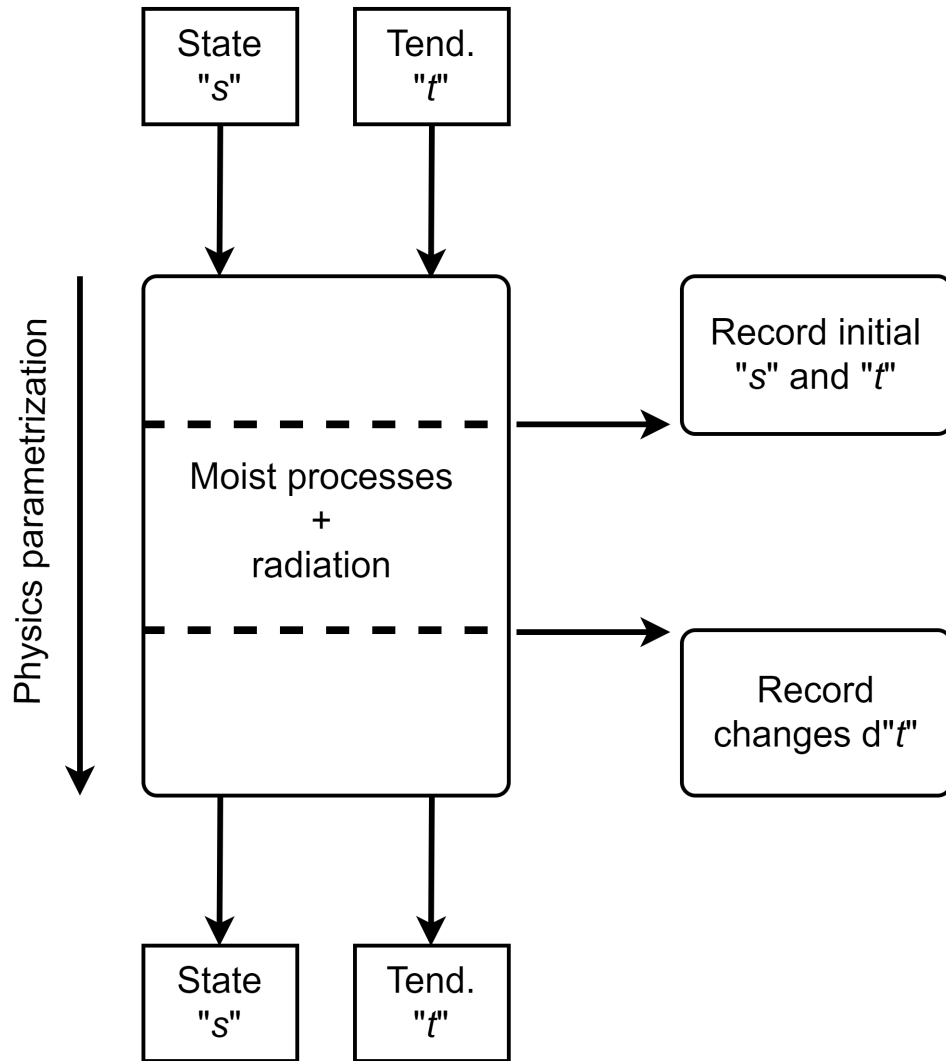 State
"s"
Tend.
"t"
Physics parametrization
Record initial
"s" and "t"
Moist processes
+
radiation
Record
changes d"t"
State
"s"
Tend.
"t"